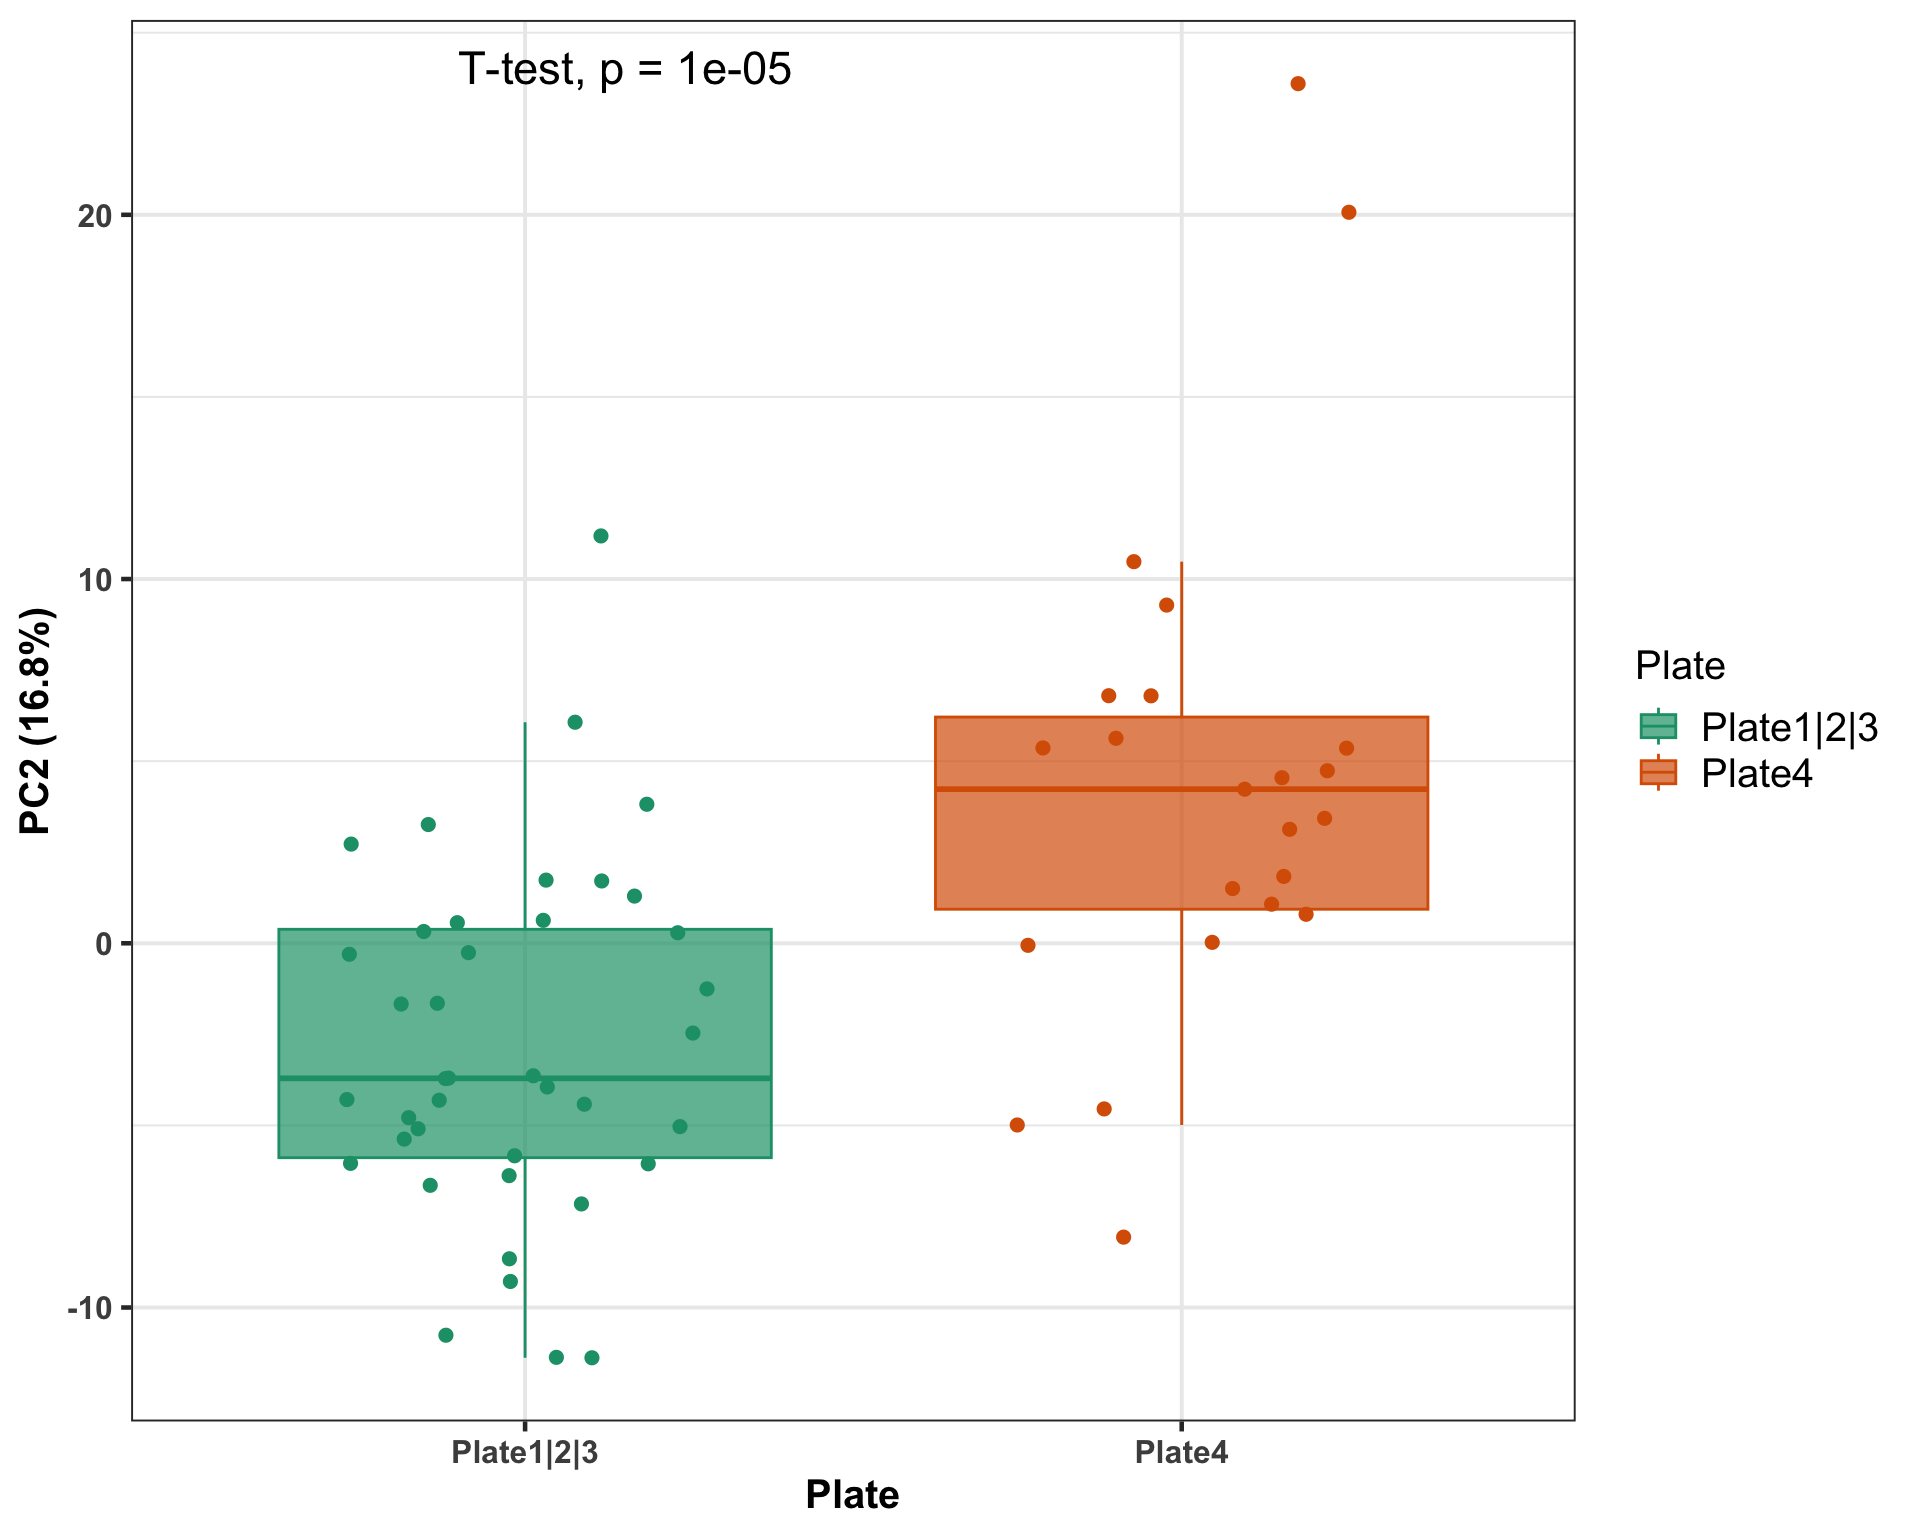 T-test, p = 1e-05
20
10
0
-10
PC2 (16.8%)
Plate1|2|3
Plate4
Plate
Plate
Plate1|2|3
Plate4